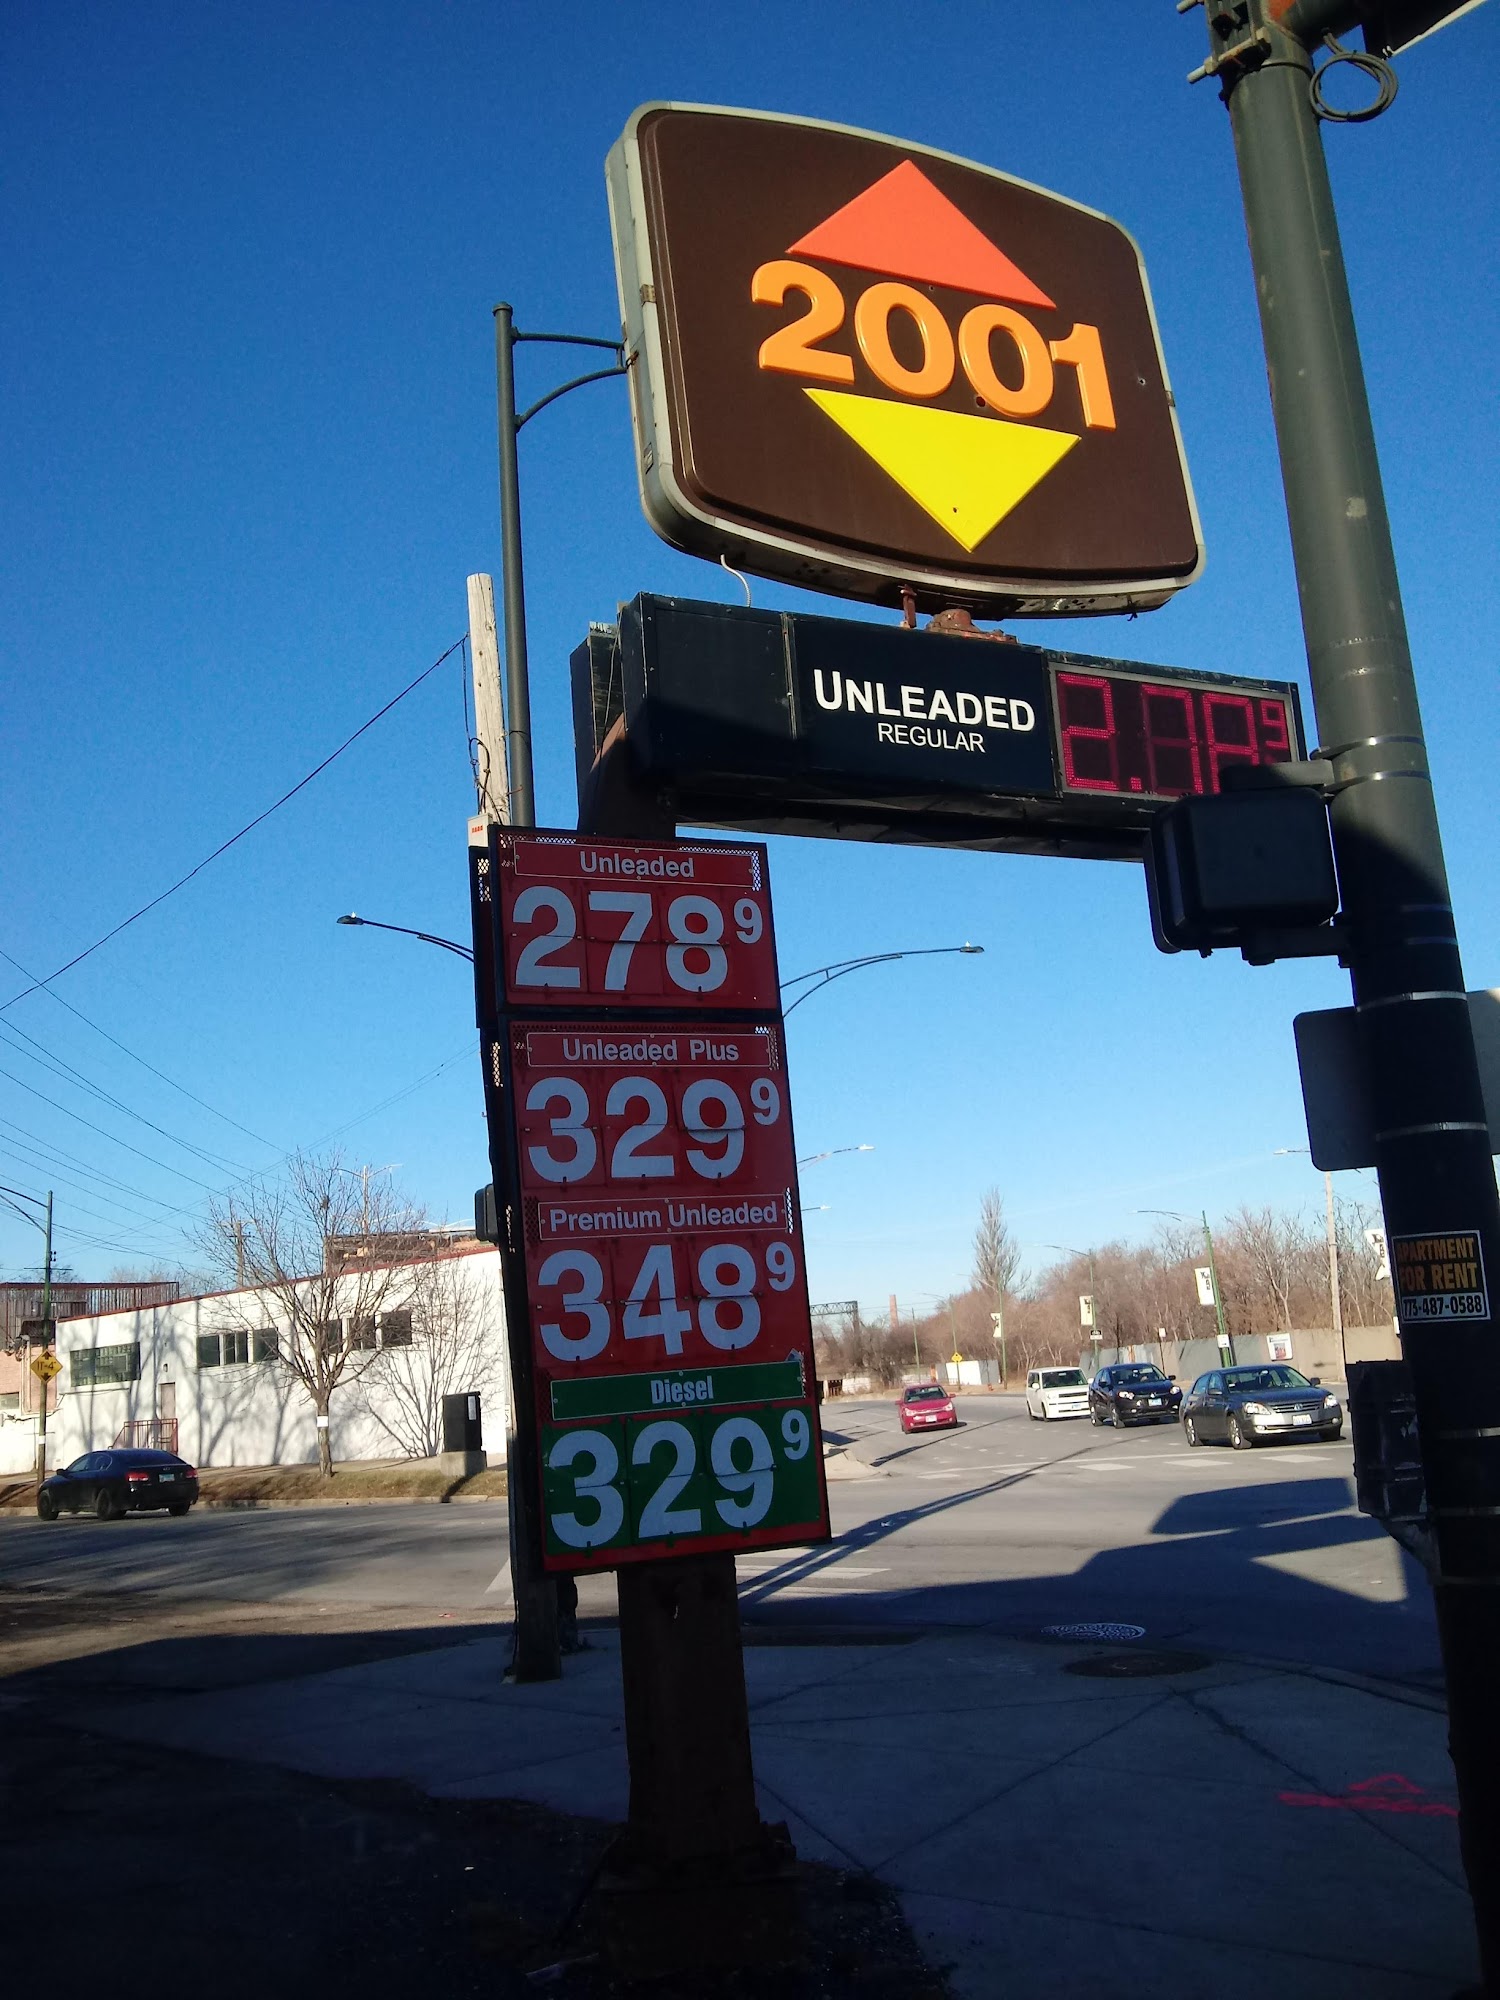 2001
UNLEADED
REGULAR
Unleaded
278 9
Unleaded Plus
329 9
Premium Unleaded
348 9
Diesel
329 9
FOR RENT
773-487-0588